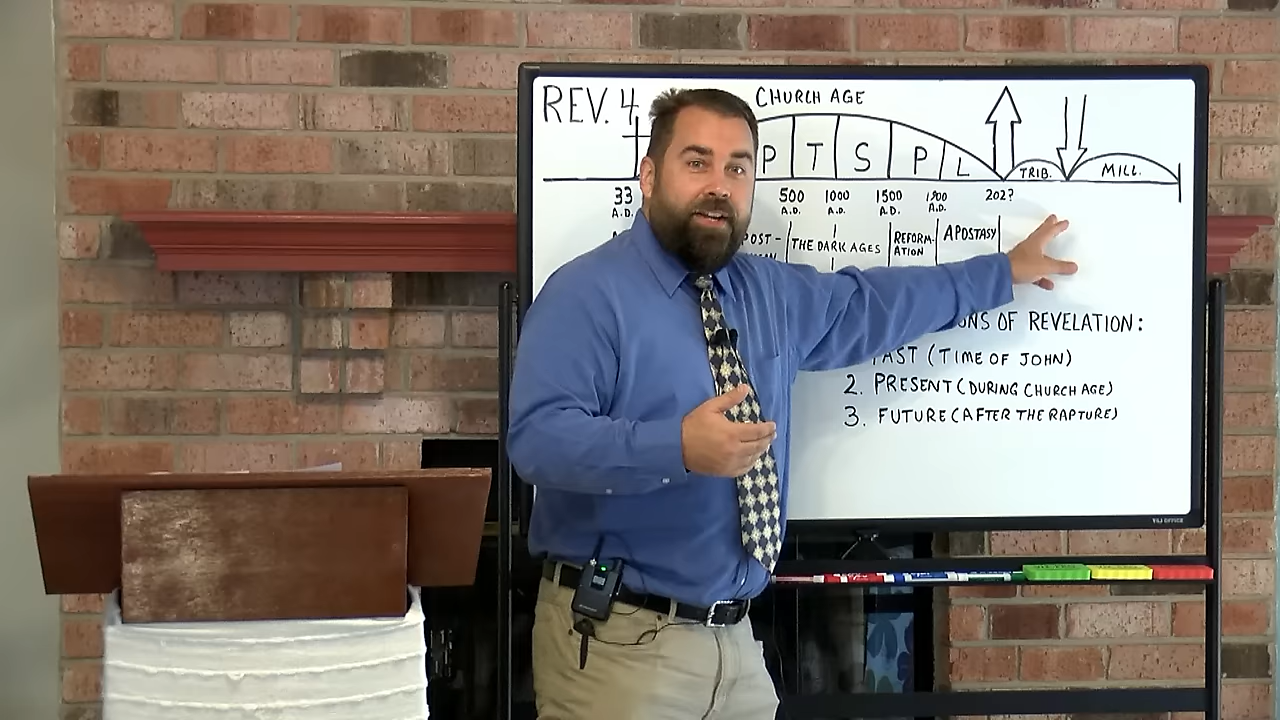 REV. 4
CHURCH AGE
P T S P L TRIB. MILL.
33 500 1000 1500 1900 202?
A.D. A.D. A.D. A.D. A.D.
POST- THE DARK AGES REFORM- APOSTASY
ATION
ONS OF REVELATION:
PAST (TIME OF JOHN)
2. PRESENT (DURING CHURCH AGE)
3. FUTURE (AFTER THE RAPTURE)